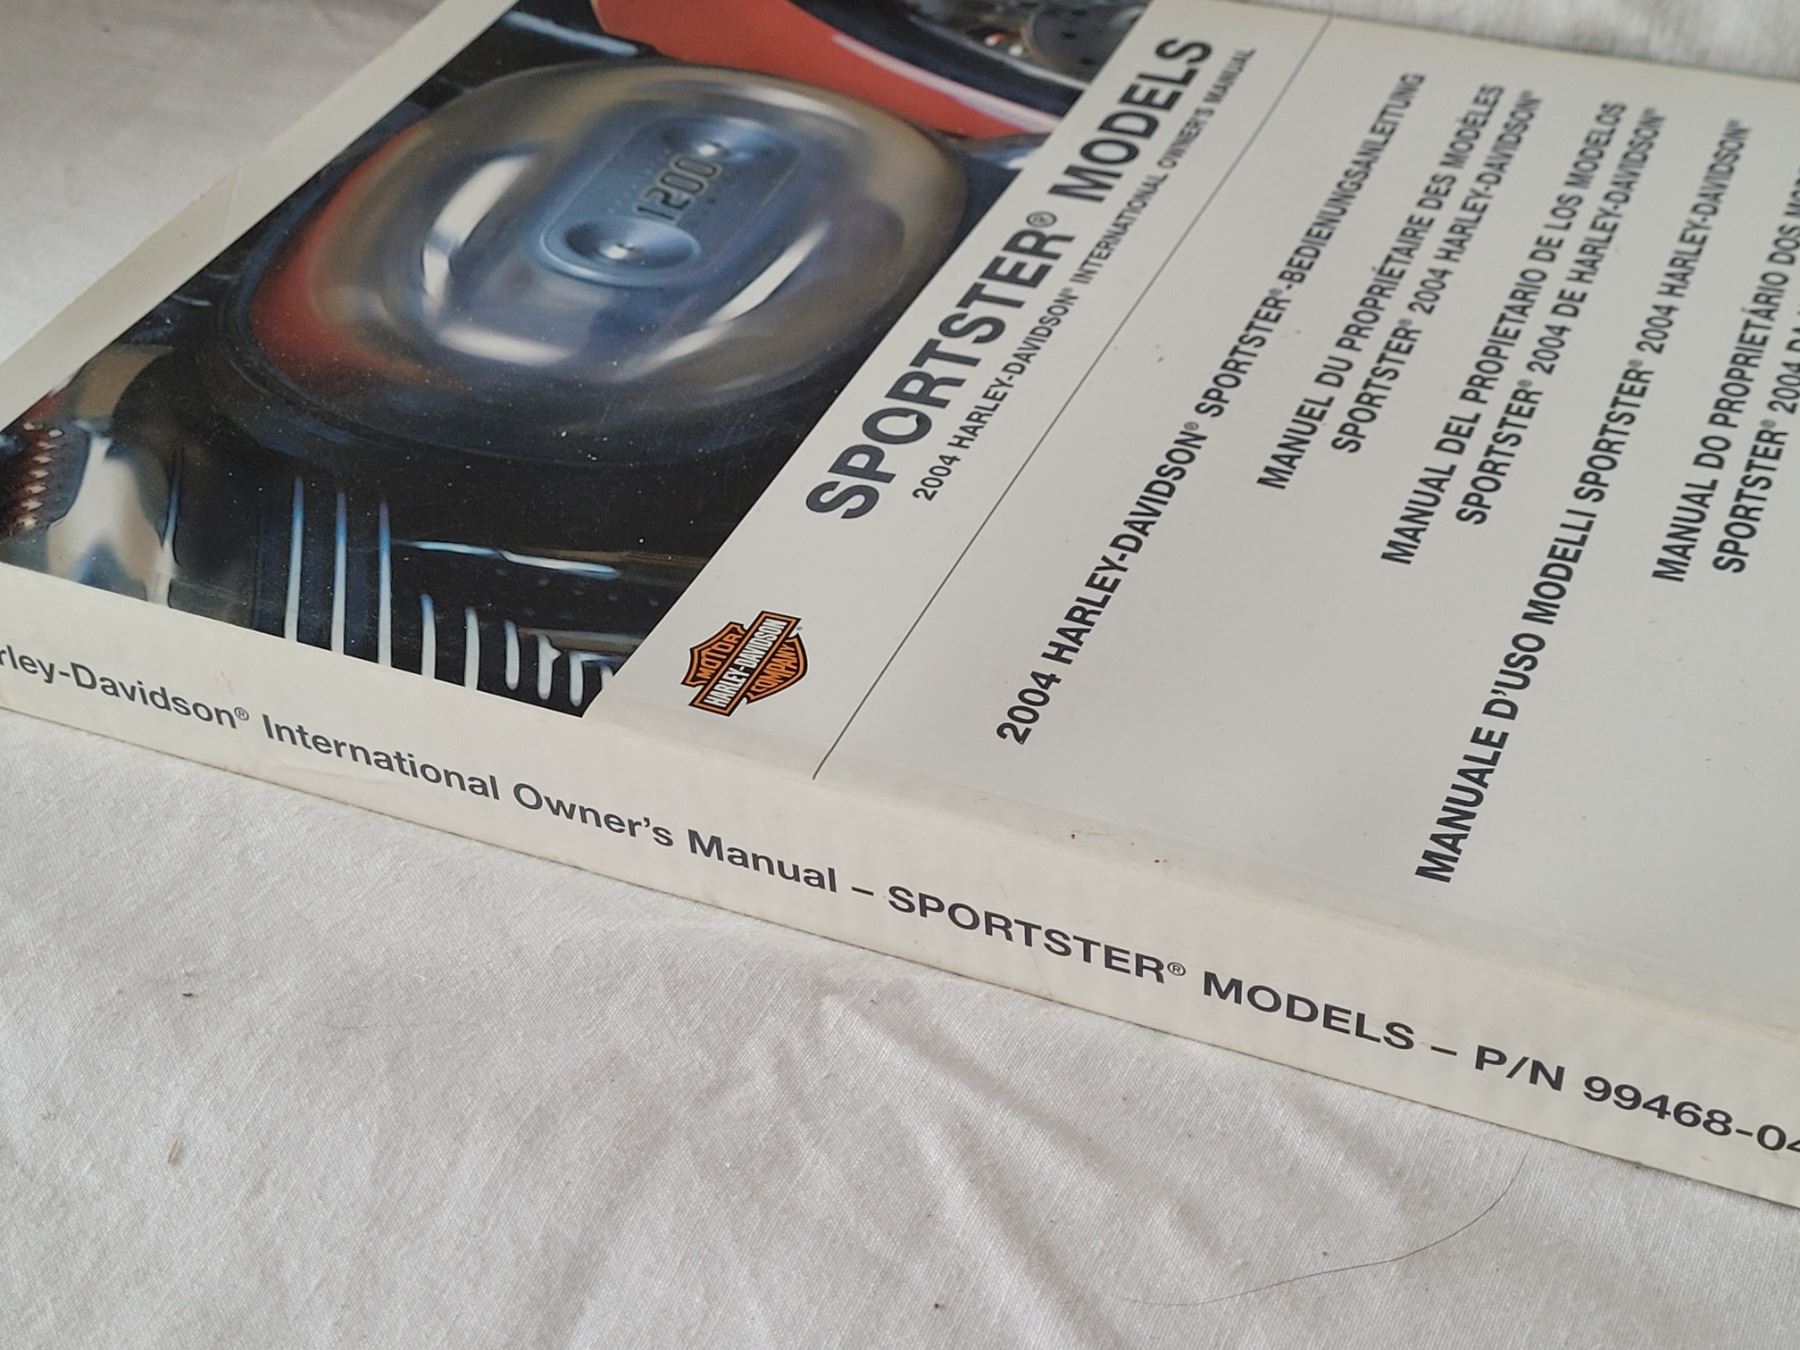 1200
SPORTSTER® MODELS
2004 HARLEY-DAVIDSON® INTERNATIONAL OWNER'S MANUAL
MOTOR
HARLEY-DAVIDSON
COMPANY
2004 HARLEY-DAVIDSON® SPORTSTER®-BEDIENUNGSANLEITUNG
MANUEL DU PROPRIÉTAIRE DES MODÈLES
SPORTSTER® 2004 HARLEY-DAVIDSON®
MANUAL DEL PROPIETARIO DE LOS MODELOS
SPORTSTER® 2004 DE HARLEY-DAVIDSON®
MANUALE D'USO MODELLI SPORTSTER® 2004 HARLEY-DAVIDSON®
MANUAL DO PROPRIETÁRIO DOS
SPORTSTER® 2004 DA
rley-Davidson® International Owner's Manual – SPORTSTER® MODELS – P/N 99468-04